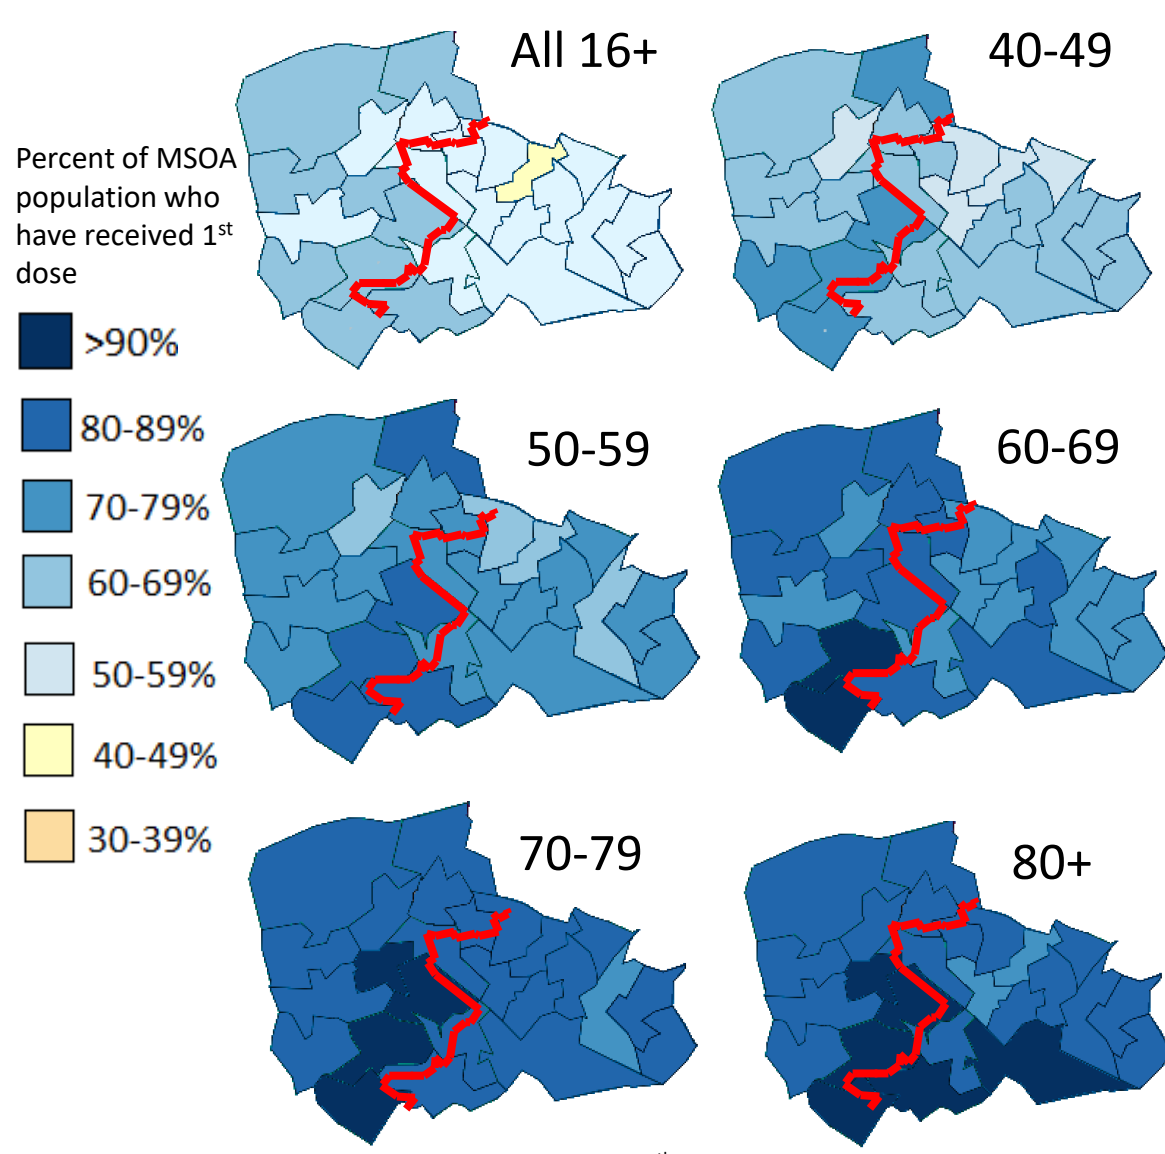 All 16+
40-49
Percent of MSOA
population who
have received 1st
dose
>90%
80-89%
70-79%
60-69%
50-59%
40-49%
30-39%
50-59
60-69
70-79
80+